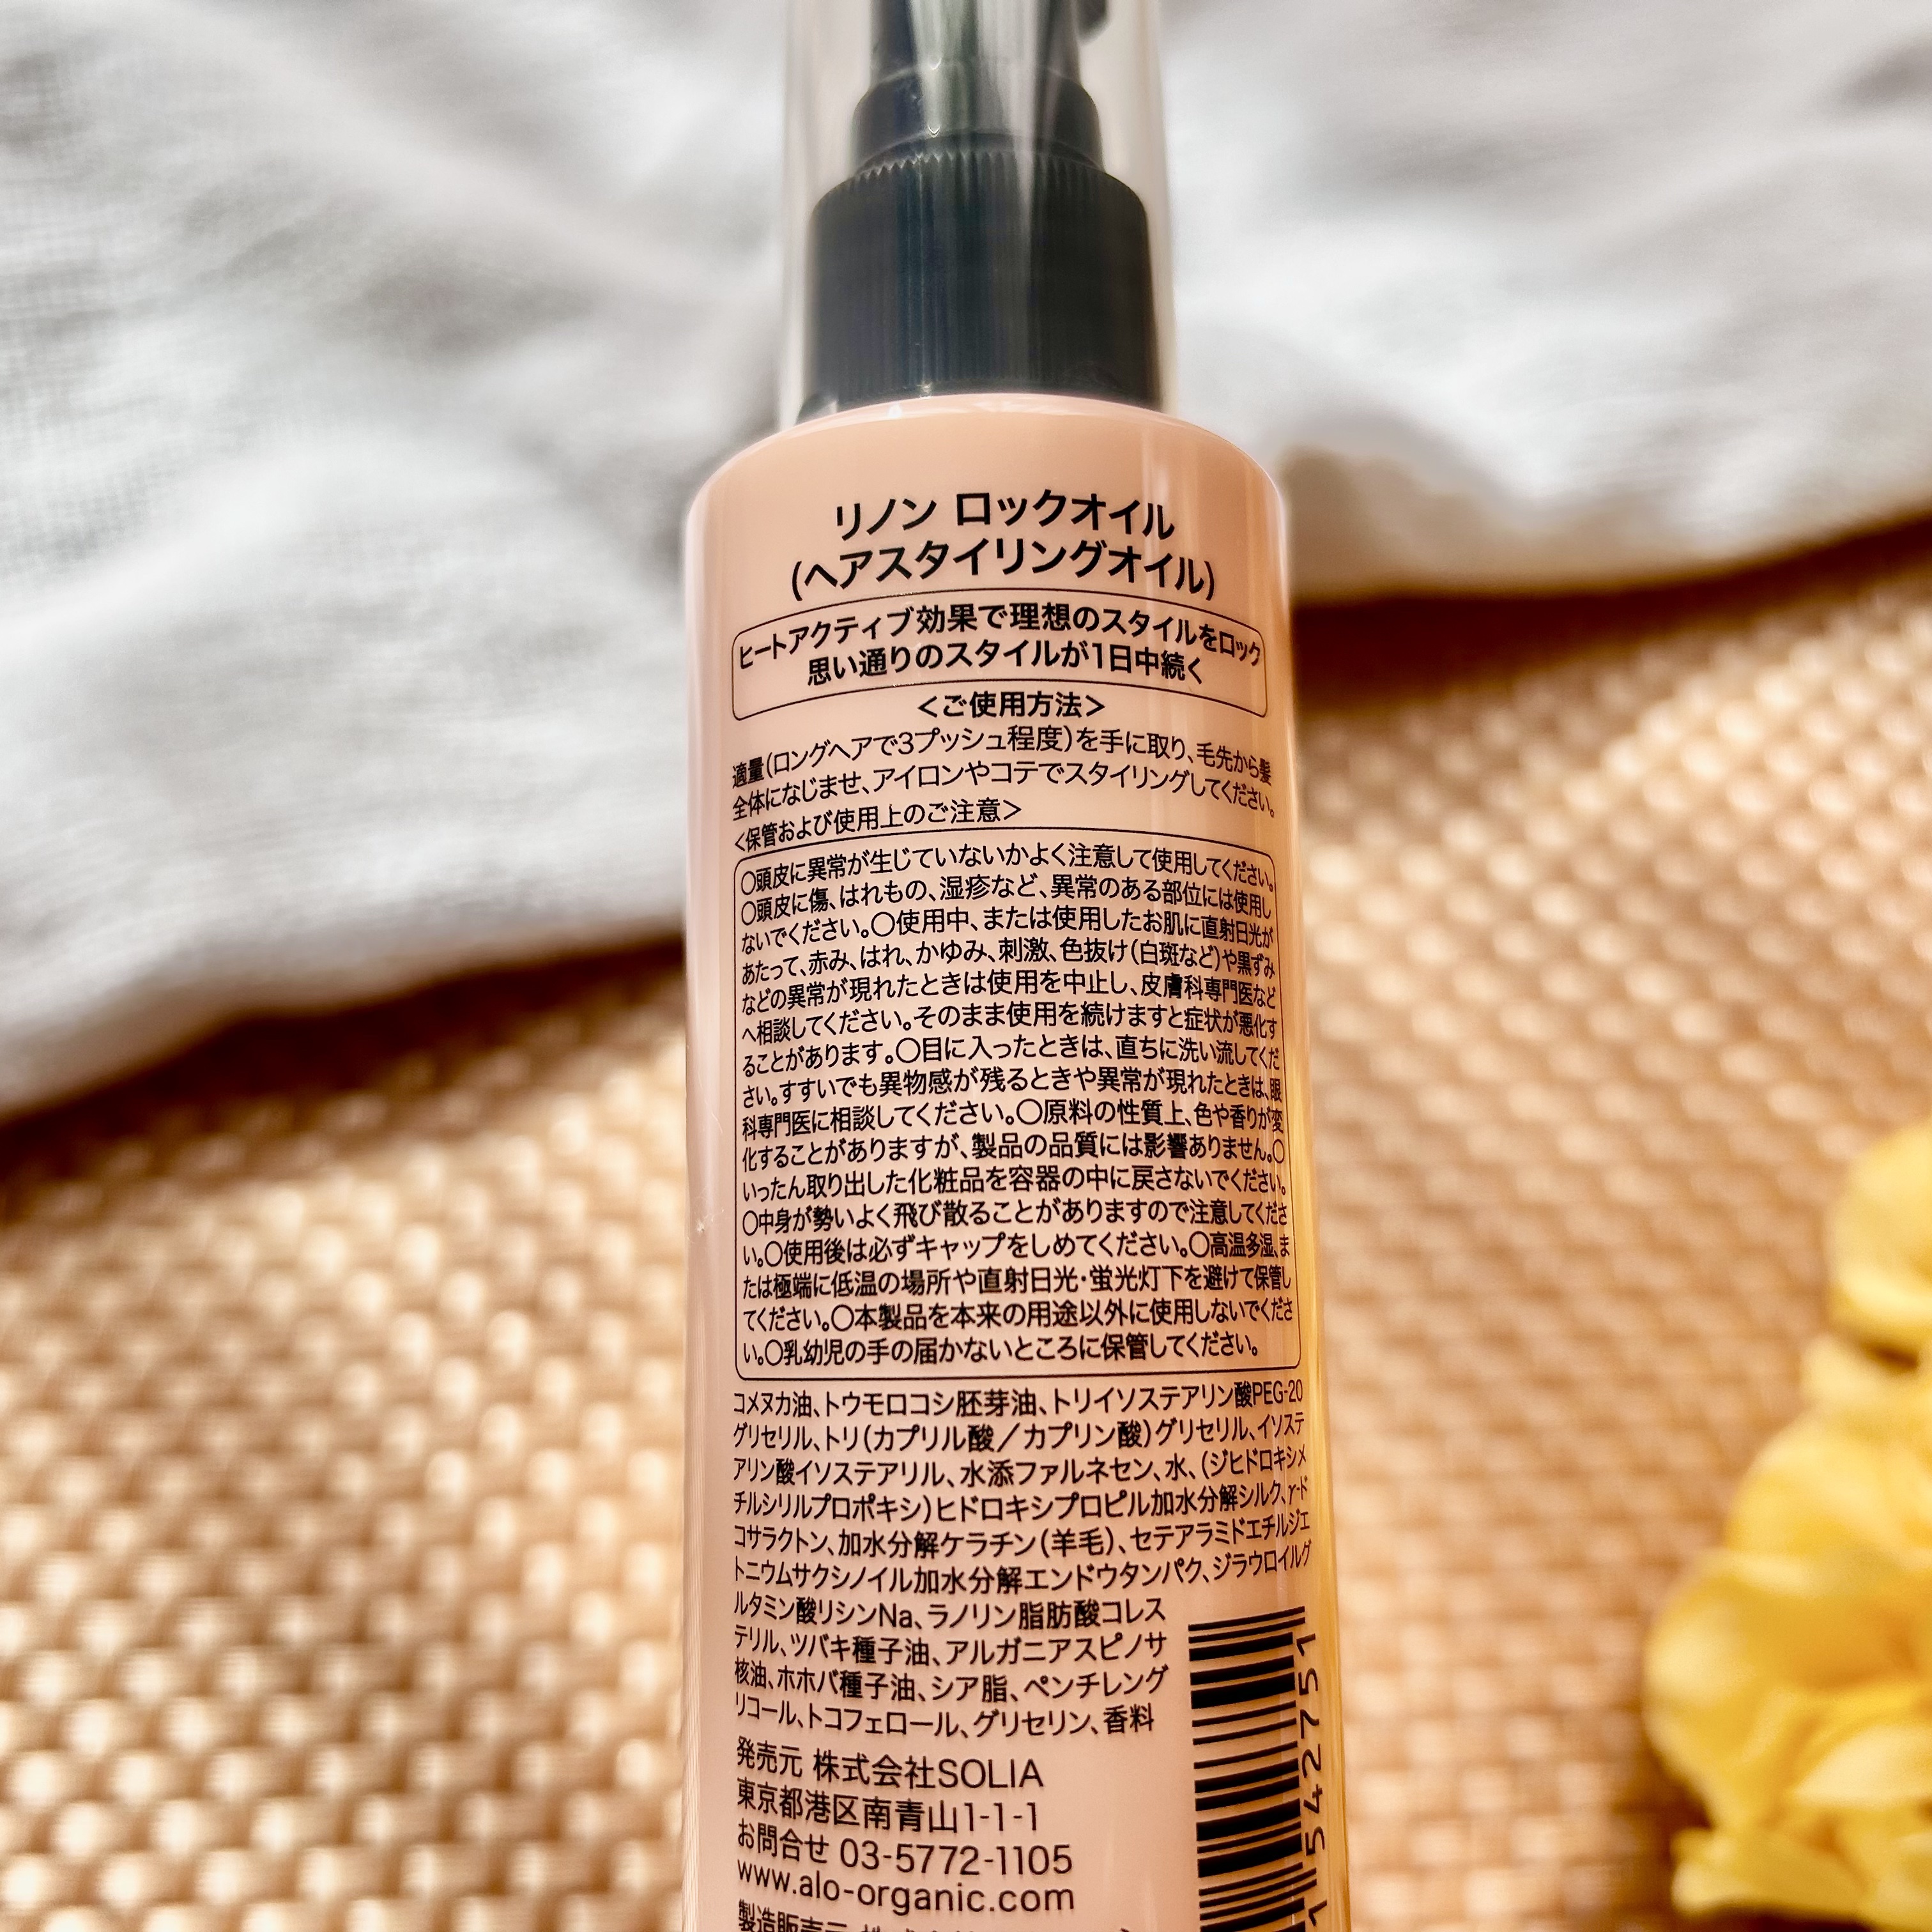 リノン ロックオイル
(ヘアスタイリングオイル)
ヒートアクティブ効果で理想のスタイルをロック
思い通りのスタイルが1日中続く
<ご使用方法>
適量(ロングヘアで3プッシュ程度)を手に取り、毛先から髪
全体になじませ、アイロンやコテでスタイリングしてください。
<保管および使用上のご注意>
○頭皮に異常が生じていないかよく注意して使用してください。
○頭皮に傷、はれもの、湿疹など、異常のある部位には使用し
ないでください。○使用中、または使用したお肌に直射日光が
あたって、赤み、はれ、かゆみ、刺激、色抜け(白斑など)や黒ずみ
などの異常が現れたときは使用を中止し、皮膚科専門医など
へ相談してください。そのまま使用を続けますと症状が悪化す
ることがあります。○目に入ったときは、直ちに洗い流してくだ
さい。すすいでも異物感が残るときや異常が現れたときは、眼
科専門医に相談してください。○原料の性質上、色や香りが変
化することがありますが、製品の品質には影響ありません。○
いったん取り出した化粧品を容器の中に戻さないでください。
○中身が勢いよく飛び散ることがありますので注意してくださ
い。○使用後は必ずキャップをしめてください。○高温多湿、ま
たは極端に低温の場所や直射日光・蛍光灯下を避けて保管し
てください。○本製品を本来の用途以外に使用しないでくださ
い。○乳幼児の手の届かないところに保管してください。
コメヌカ油、トウモロコシ胚芽油、トリイソステアリン酸PEG-20
グリセリル、トリ(カプリル酸／カプリン酸)グリセリル、イソステ
アリン酸イソステアリル、水添ファルネセン、水、(ジヒドロキシメ
チルシリルプロポキシ)ヒドロキシプロピル加水分解シルク、γ-ド
コサラクトン、加水分解ケラチン(羊毛)、セテアラミドエチルジエ
トニウムサクシノイル加水分解エンドウタンパク、ジラウロイルグ
ルタミン酸リシンNa、ラノリン脂肪酸コレス
テリル、ツバキ種子油、アルガニアスピノサ
核油、ホホバ種子油、シア脂、ペンチレング
リコール、トコフェロール、グリセリン、香料
発売元 株式会社SOLIA
東京都港区南青山1-1-1
お問合せ 03-5772-1105
www.alo-organic.com
製造販売元
1542751